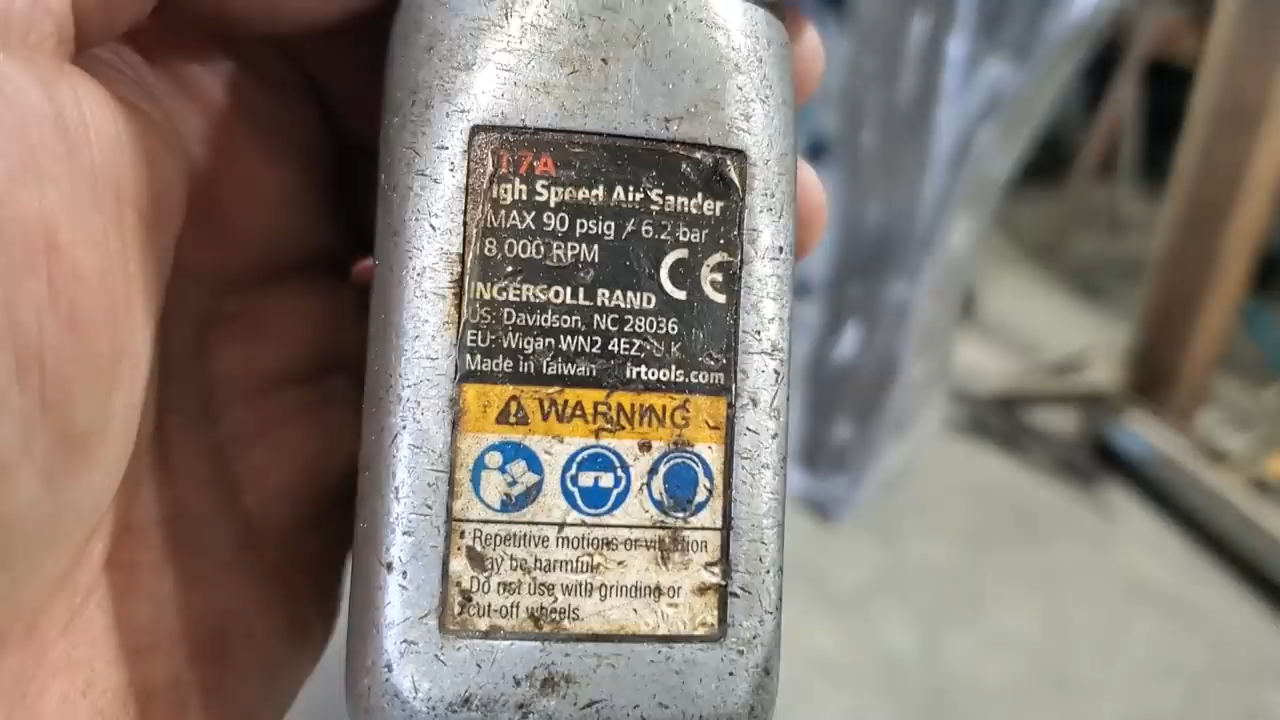 17A
igh Speed Air Sander
MAX 90 psig / 6.2 bar
18,000 RPM
CE
INGERSOLL RAND
US: Davidson, NC 28036
EU: Wigan WN2 4EZ, U K
Made in Taiwan irtools.com
WARNING
• Repetitive motions or vibration
may be harmful.
• Do not use with grinding or
cut-off wheels.